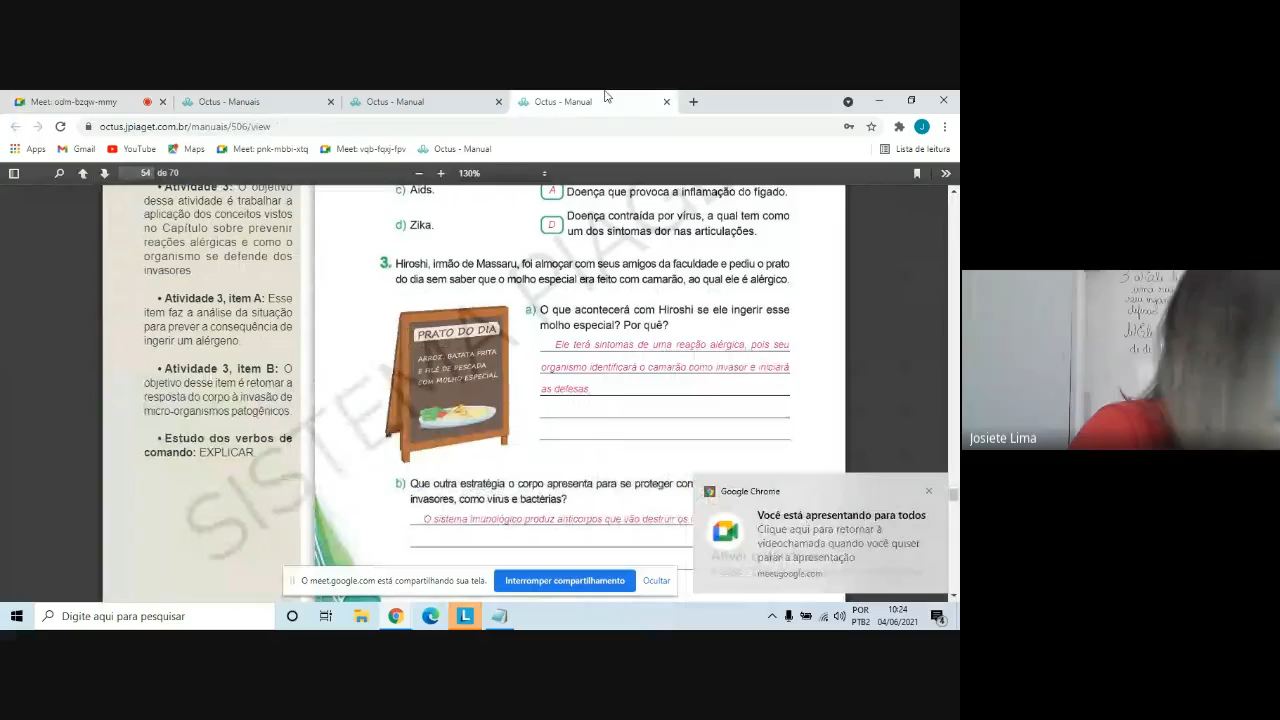 Meet: odm-bzqw-mmy
Octus - Manuais
Octus - Manual
Octus - Manual
octus.jpiaget.com.br/manuais/506/view
Apps
Gmail
YouTube
Maps
Meet: pnk-mbbi-xtq
Meet: vqb-fqxj-fpv
Octus - Manual
Lista de leitura
54 de 70
130%
• Atividade 3: O objetivo
dessa atividade é trabalhar a
aplicação dos conceitos vistos
no Capítulo sobre prevenir
reações alérgicas e como o
organismo se defende dos
invasores
• Atividade 3, item A: Esse
item faz a análise da situação
para prever a consequência de
ingerir um alérgeno.
• Atividade 3, item B: O
objetivo desse item é retomar a
resposta do corpo à invasão de
micro-organismos patogênicos.
• Estudo dos verbos de
comando: EXPLICAR.
c) Aids.
A Doença que provoca a inflamação do fígado.
d) Zika.
D Doença contraída por vírus, a qual tem como
um dos sintomas dor nas articulações.
3. Hiroshi, irmão de Massaru, foi almoçar com seus amigos da faculdade e pediu o prato
do dia sem saber que o molho especial era feito com camarão, ao qual ele é alérgico.
PRATO DO DIA
ARROZ, BATATA FRITA
E FILÉ DE PESCADA
COM MOLHO ESPECIAL
a) O que acontecerá com Hiroshi se ele ingerir esse
molho especial? Por quê?
Ele terá sintomas de uma reação alérgica, pois seu
organismo identificará o camarão como invasor e iniciará
as defesas.
b) Que outra estratégia o corpo apresenta para se proteger con
invasores, como vírus e bactérias?
O sistema imunológico produz anticorpos que vão destruir os
SISTEMA
Google Chrome
Você está apresentando para todos
Clique aqui para retornar à
videochamada quando você quiser
parar a apresentação
meet.google.com
O meet.google.com está compartilhando sua tela.
Interromper compartilhamento
Ocultar
Digite aqui para pesquisar
POR
PTB2
10:24
04/06/2021
4
Josiete Lima